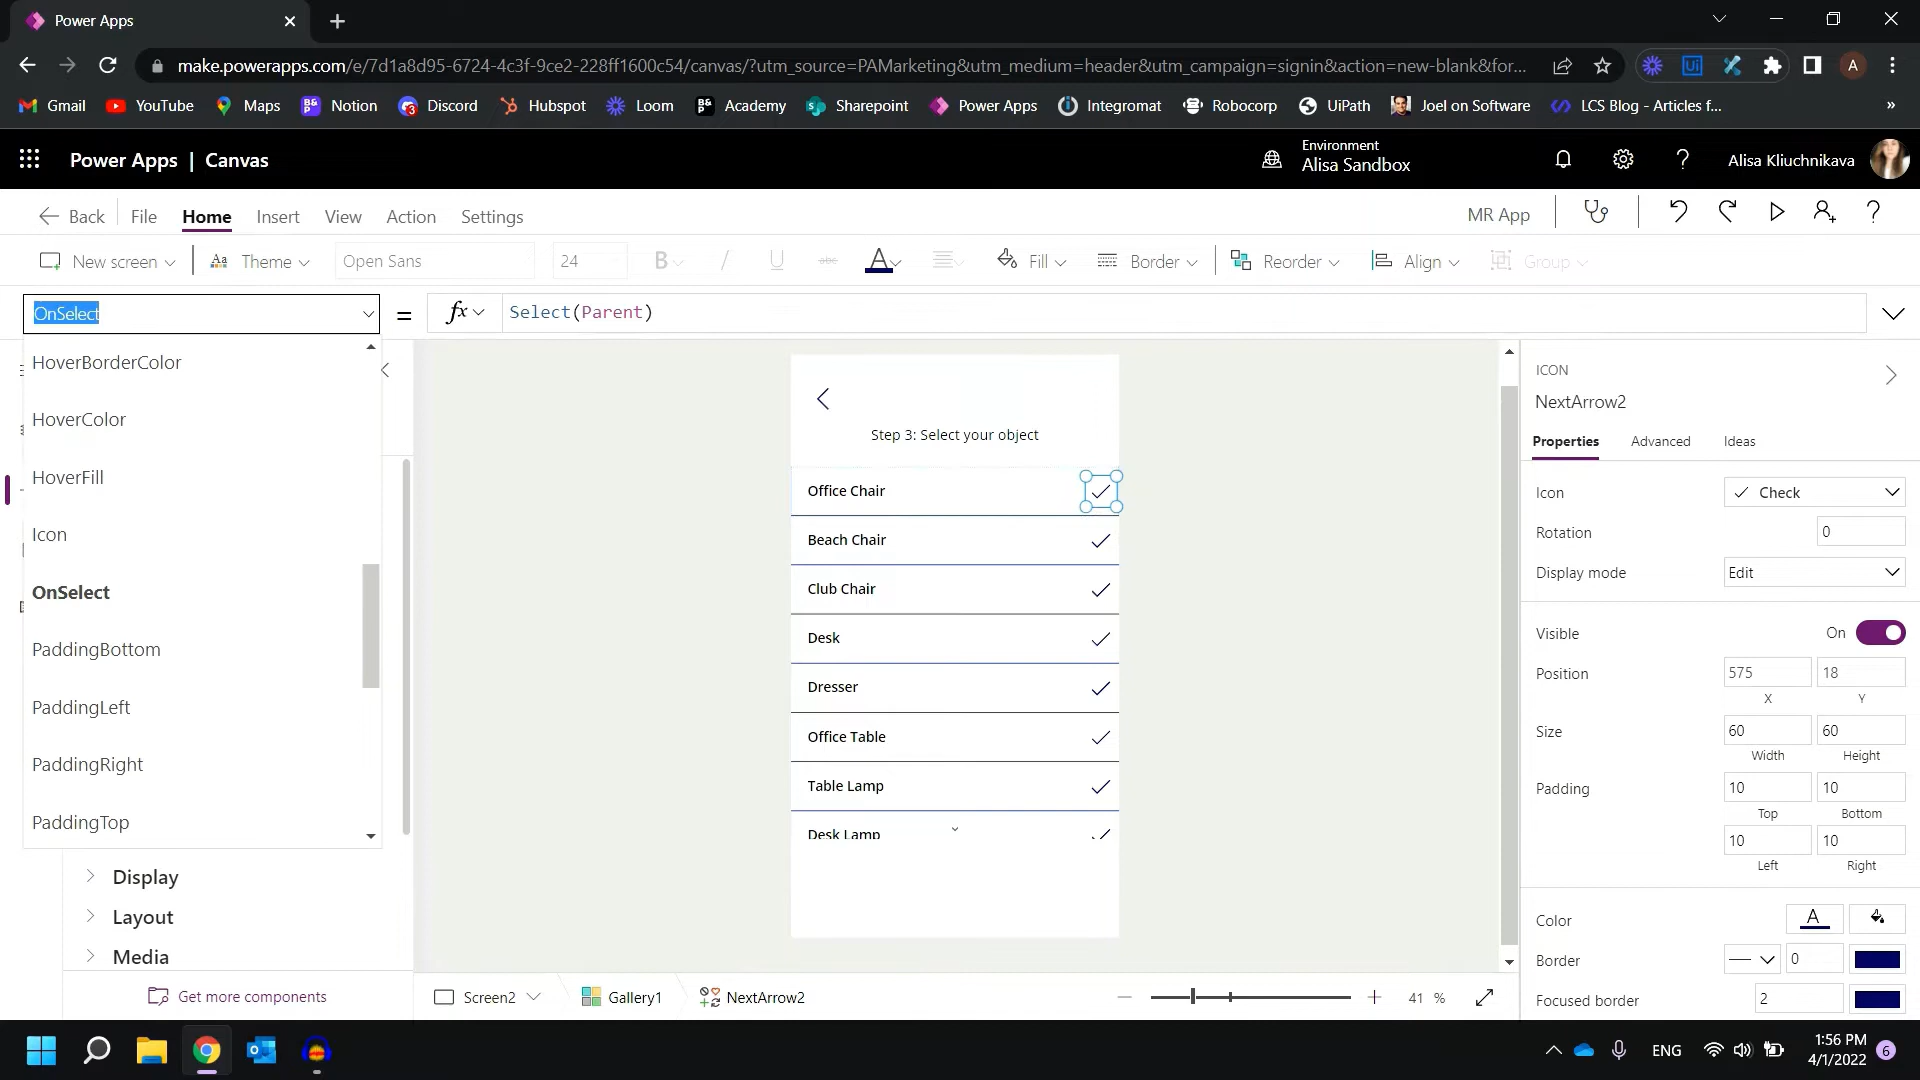 Power Apps
make.powerapps.com/e/7d1a8d95-6724-4c3f-9ce2-228ff1600c54/canvas/?utm_source=PAMarketing&utm_medium=header&utm_campaign=signin&action=new-blank&for...
A
Gmail YouTube Maps Notion Discord Hubspot Loom Academy Sharepoint Power Apps Integromat Robocorp UiPath Joel on Software LCS Blog - Articles f... »
Power Apps | Canvas
Environment
Alisa Sandbox
? Alisa Kliuchnikava
Back File Home Insert View Action Settings MR App ?
New screen Theme Open Sans 24 B / U abc A Fill Border Reorder Align Group
OnSelect = fx Select(Parent)
HoverBorderColor
HoverColor
HoverFill
Icon
OnSelect
PaddingBottom
PaddingLeft
PaddingRight
PaddingTop
Display
Layout
Media
Get more components
Step 3: Select your object
Office Chair
Beach Chair
Club Chair
Desk
Dresser
Office Table
Table Lamp
Desk Lamp
Screen2 Gallery1 NextArrow2 41 %
ICON
NextArrow2
Properties Advanced Ideas
Icon Check
Rotation 0
Display mode Edit
Visible On
Position 575 18
X Y
Size 60 60
Width Height
Padding 10 10
Top Bottom
10 10
Left Right
Color A
Border 0
Focused border 2
ENG 1:56 PM
4/1/2022 6